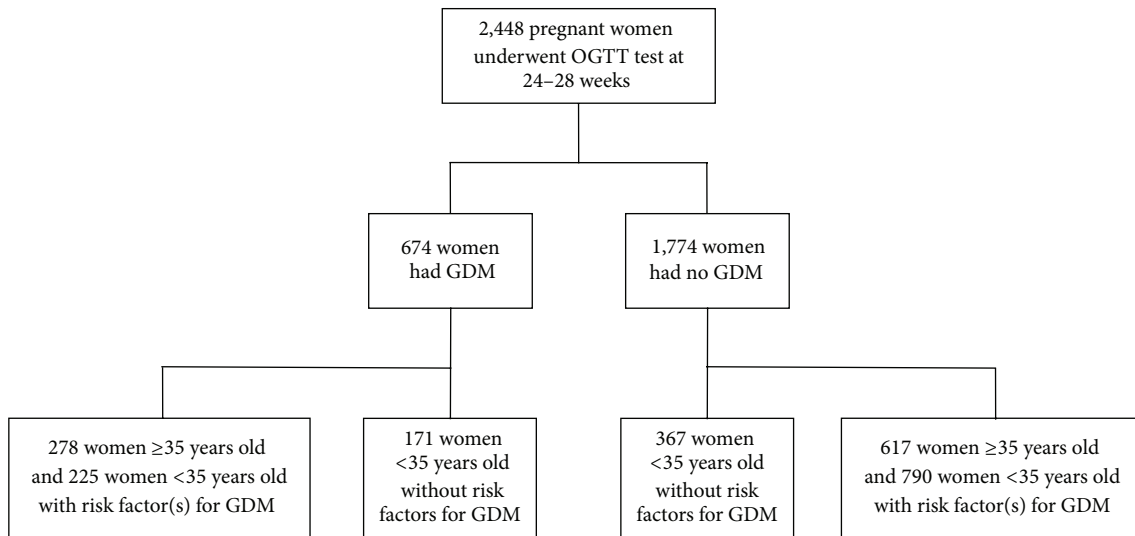 2,448 pregnant women
underwent OGTT test at
24–28 weeks
674 women
had GDM
1,774 women
had no GDM
278 women ≥35 years old
and 225 women <35 years old
with risk factor(s) for GDM
171 women
<35 years old
without risk
factors for GDM
367 women
<35 years old
without risk
factors for GDM
617 women ≥35 years old
and 790 women <35 years old
with risk factor(s) for GDM